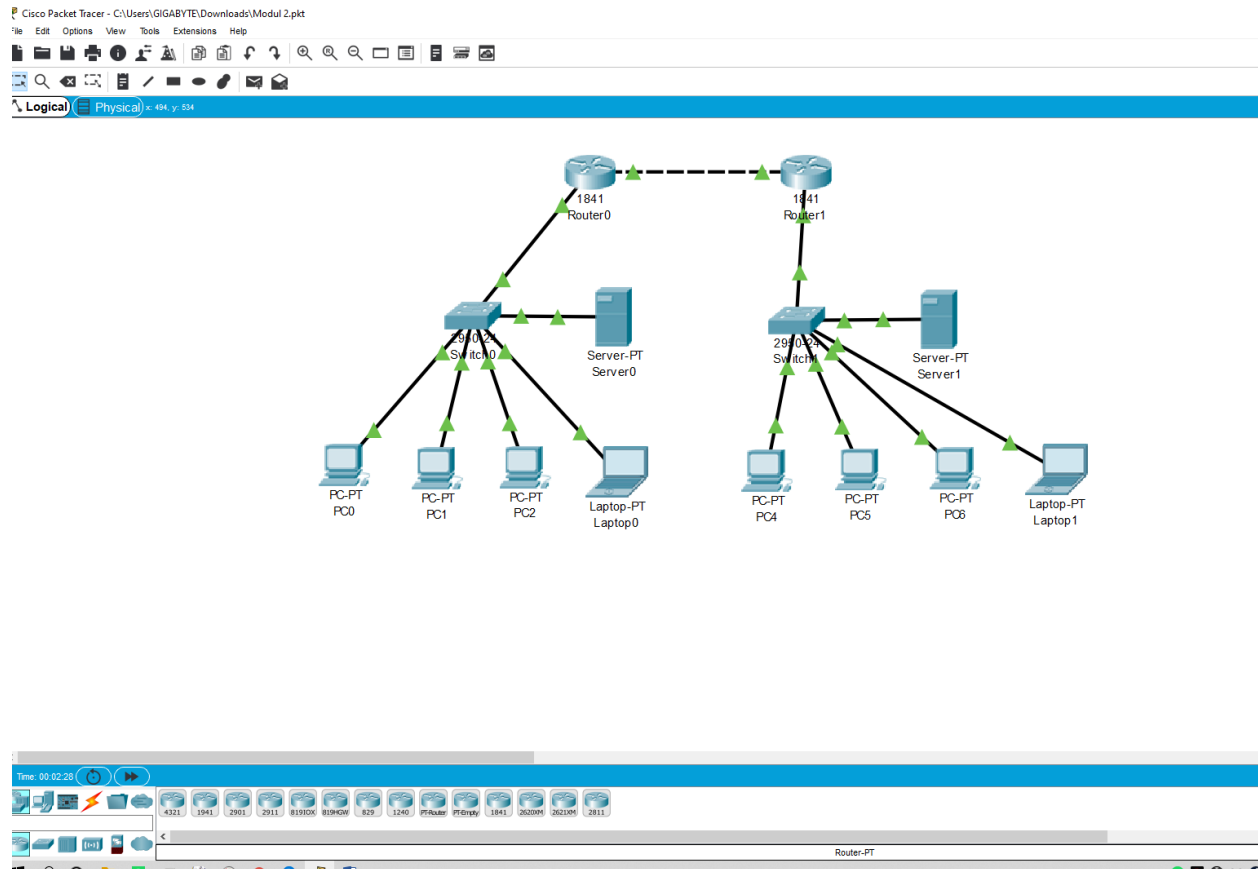 Cisco Packet Tracer - C:\Users\GIGABYTE\Downloads\Modul 2.pkt
File Edit Options View Tools Extensions Help
Logical Physical x: 494, y: 534
1841
Router0
1841
Router1
2950-24
Switch0
Server-PT
Server0
2950-24
Switch1
Server-PT
Server1
PC-PT
PC0
PC-PT
PC1
PC-PT
PC2
Laptop-PT
Laptop0
PC-PT
PC4
PC-PT
PC5
PC-PT
PC6
Laptop-PT
Laptop1
Time: 00:02:28
4321 1941 2901 2911 819IOX 819HGW 829 1240 PT-Router PT-Empty 1841 2620XM 2621XM 2811
Router-PT